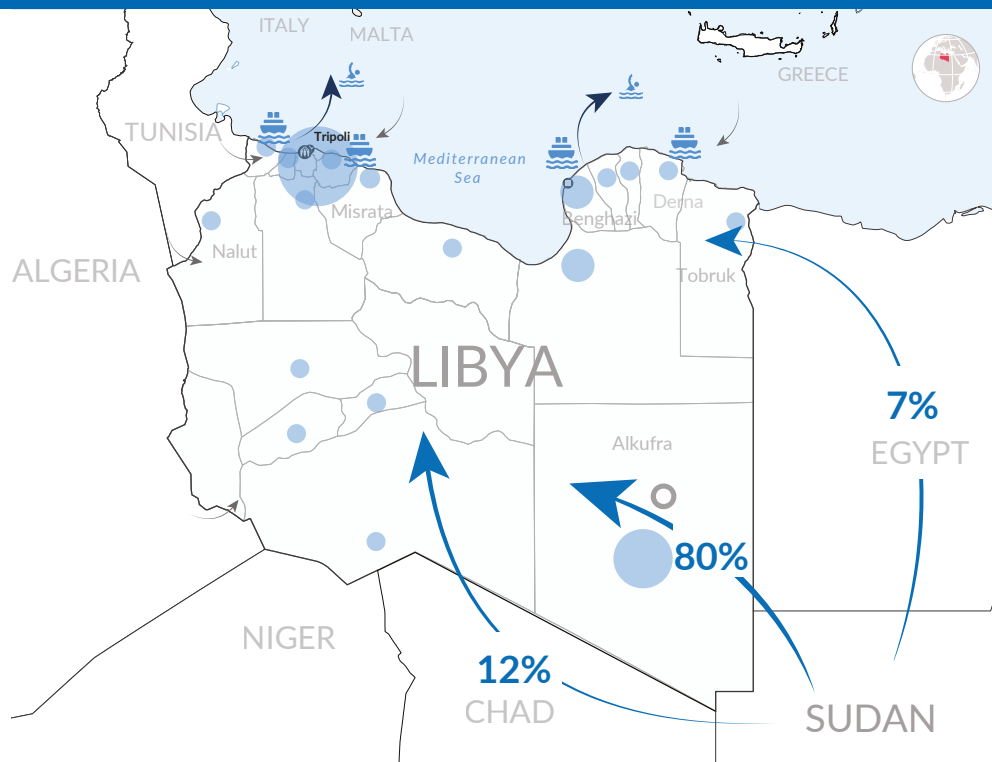 ITALY
MALTA
GREECE
TUNISIA
Tripoli
Mediterranean
Sea
Misrata
Benghazi
Derna
Nalut
ALGERIA
Tobruk
LIBYA
7%
EGYPT
Alkufra
80%
NIGER
12%
CHAD
SUDAN